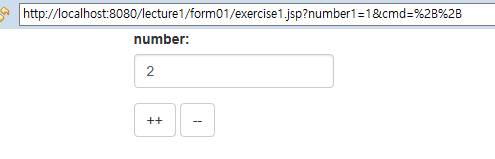 http://localhost:8080/lecture1/form01/exercise1.jsp?number1=1&cmd=%2B%2B
number:
2
++ --